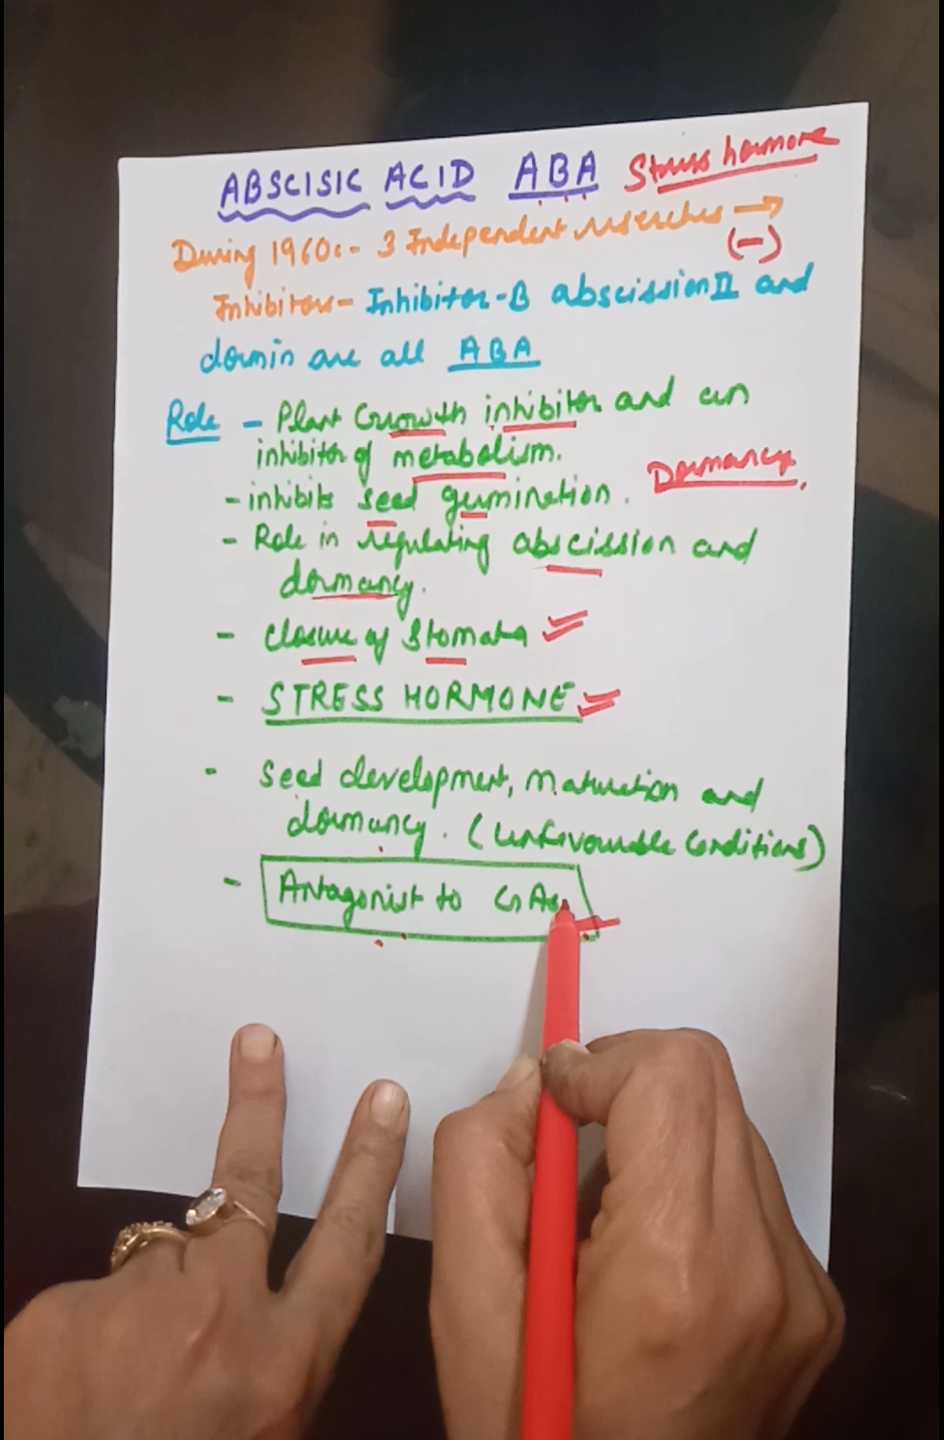 ABSCISIC ACID ABA Stress hormone
During 1960s - 3 Independent reserches →
(-)
Inhibitors - Inhibitor-B abscission II and
dormin are all ABA
Role - Plant Growth inhibitor and an
inhibitor of metabolism.
- inhibits seed germination. Dormancy.
- Role in regulating abscission and
dormancy.
- Closure of Stomata
- STRESS HORMONE
- Seed development, maturation and
dormancy. (Unfavourable Conditions)
- Antagonist to GAs